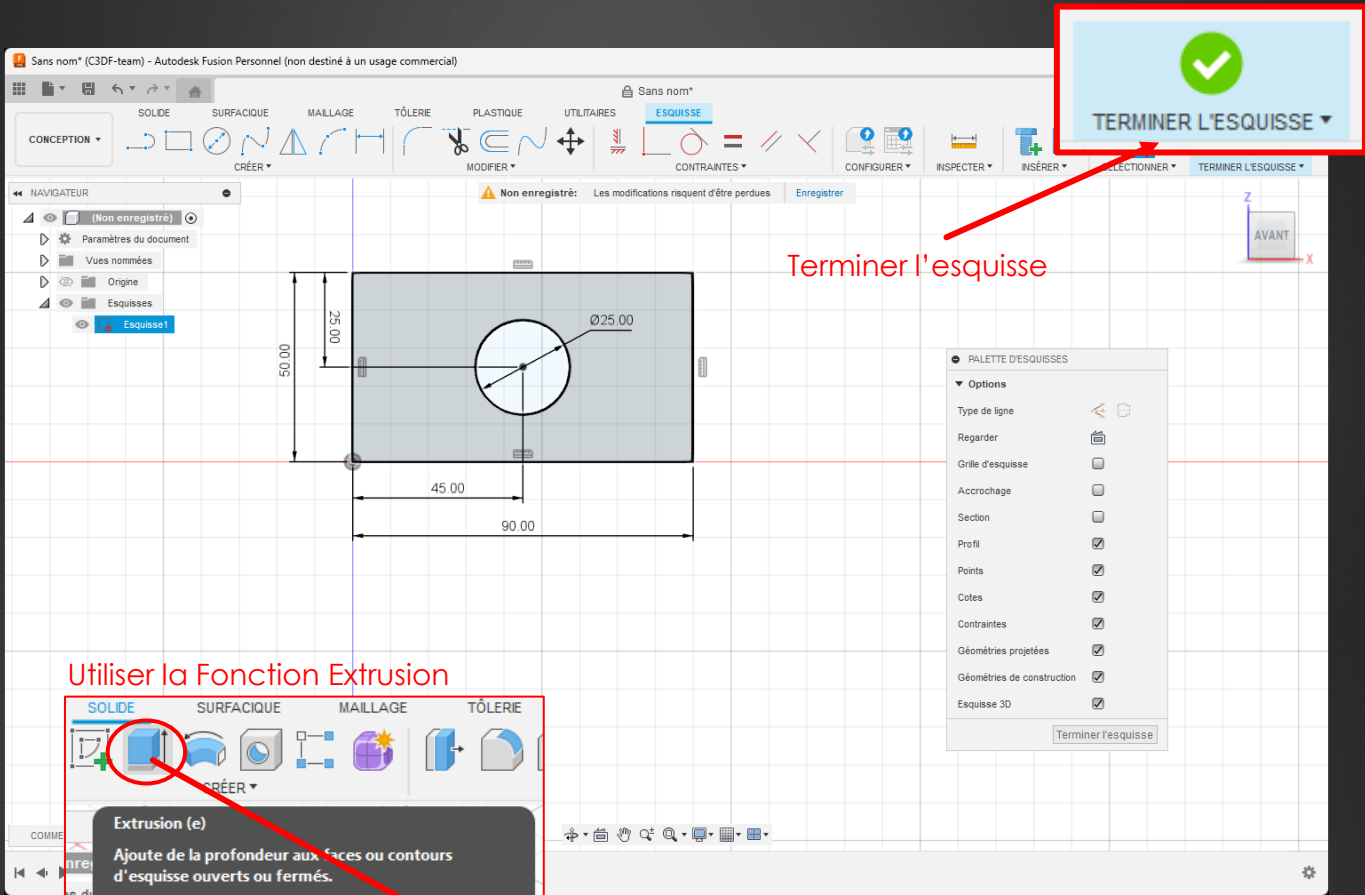 TERMINER L'ESQUISSE
Sans nom* (C3DF-team) - Autodesk Fusion Personnel (non destiné à un usage commercial)
Sans nom*
SOLIDE SURFACIQUE MAILLAGE TÔLERIE PLASTIQUE UTILITAIRES ESQUISSE
CONCEPTION
CRÉER MODIFIER CONTRAINTES CONFIGURER INSPECTER INSÉRER SÉLECTIONNER TERMINER L'ESQUISSE
NAVIGATEUR
Non enregistré: Les modifications risquent d'être perdues Enregistrer
(Non enregistré)
Paramètres du document
Vues nommées
Origine
Esquisses
Esquisse1
Z
AVANT
X
Terminer l'esquisse
25.00
50.00
Ø25.00
45.00
90.00
PALETTE D'ESQUISSES
Options
Type de ligne
Regarder
Grille d'esquisse
Accrochage
Section
Profil
Points
Cotes
Contraintes
Géométries projetées
Géométries de construction
Esquisse 3D
Terminer l'esquisse
Utiliser la Fonction Extrusion
SOLIDE SURFACIQUE MAILLAGE TÔLERIE
CRÉER
Extrusion (e)
Ajoute de la profondeur aux faces ou contours
d'esquisse ouverts ou fermés.